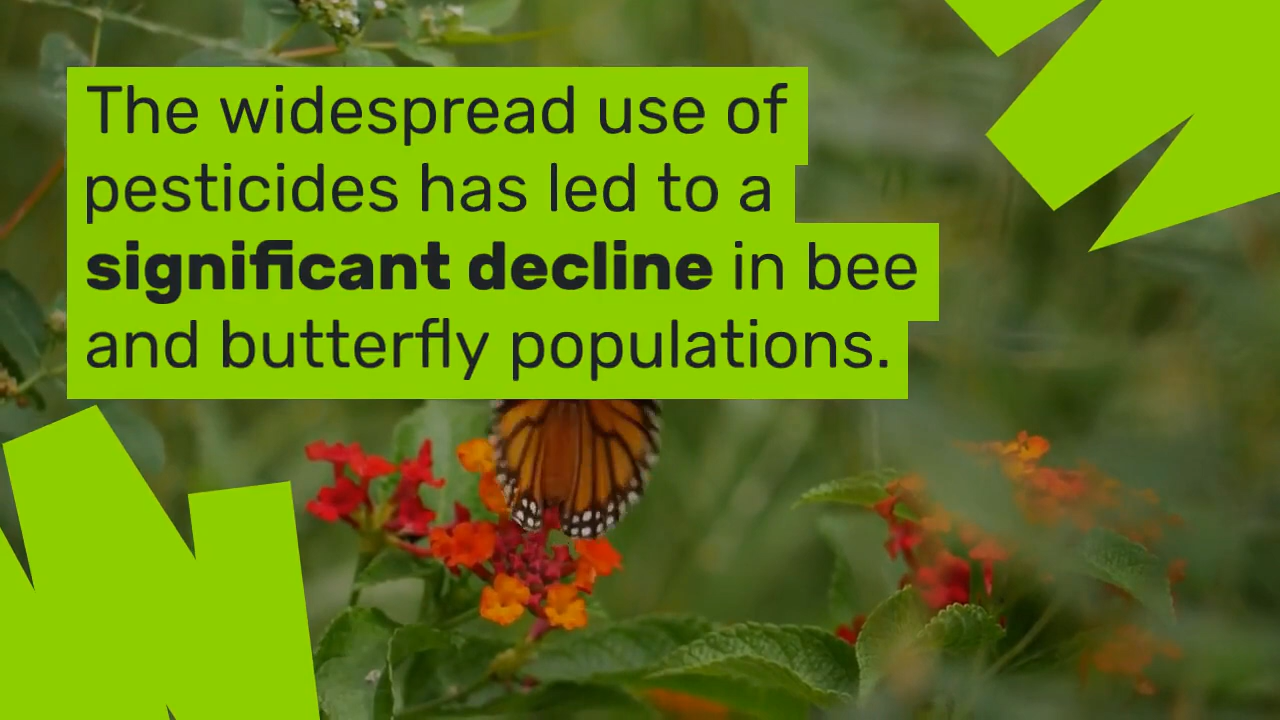 The widespread use of
pesticides has led to a
significant decline in bee
and butterfly populations.